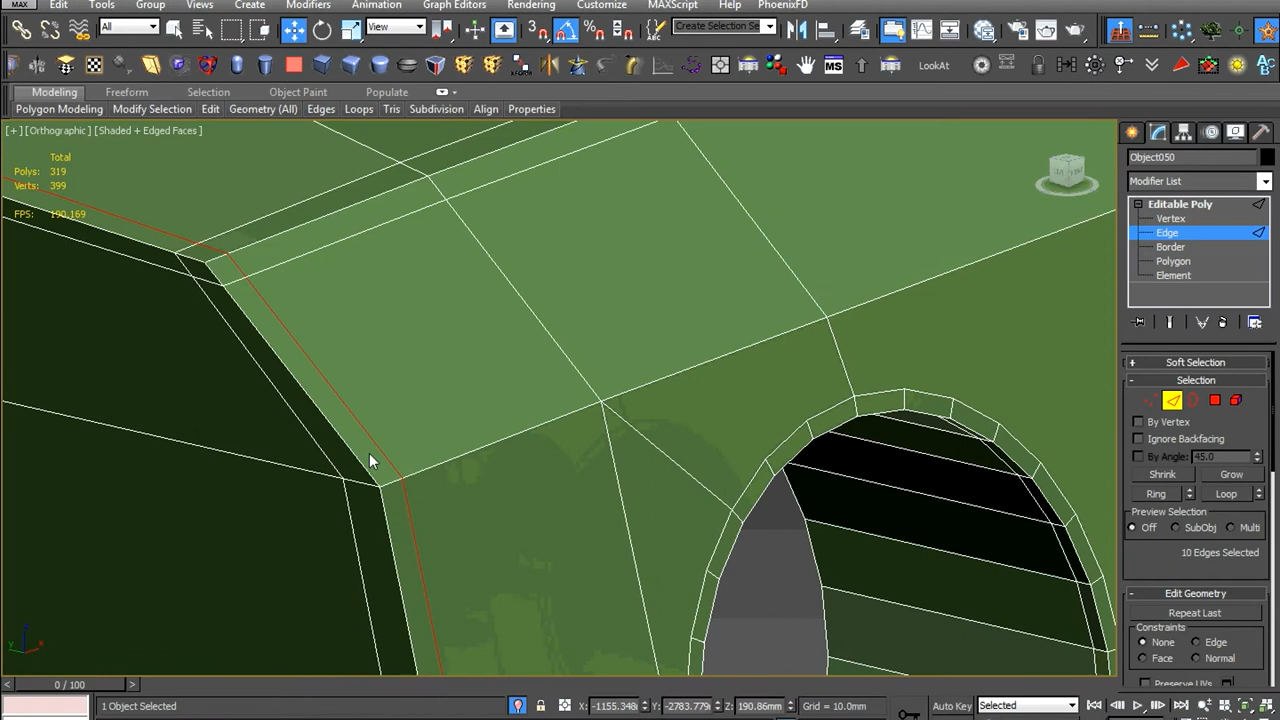 MAX Edit Tools Group Views Create Modifiers Animation Graph Editors Rendering Customize MAXScript Help PhoenixFD
All View 3 Create Selection Se
MS LookAt
Modeling Freeform Selection Object Paint Populate
Polygon Modeling Modify Selection Edit Geometry (All) Edges Loops Tris Subdivision Align Properties
[+] [Orthographic] [Shaded + Edged Faces]
Total
Polys: 319
Verts: 399
FPS: 190.169
Object050
Modifier List
Editable Poly
Vertex
Edge
Border
Polygon
Element
Soft Selection
Selection
By Vertex
Ignore Backfacing
By Angle: 45.0
Shrink Grow
Ring Loop
Preview Selection
Off SubObj Multi
10 Edges Selected
Edit Geometry
Repeat Last
Constraints
None Edge
Face Normal
Preserve UVs
0 / 100
1 Object Selected X: -1155.348 Y: -2783.779 Z: 190.86mm Grid = 10.0mm Auto Key Selected